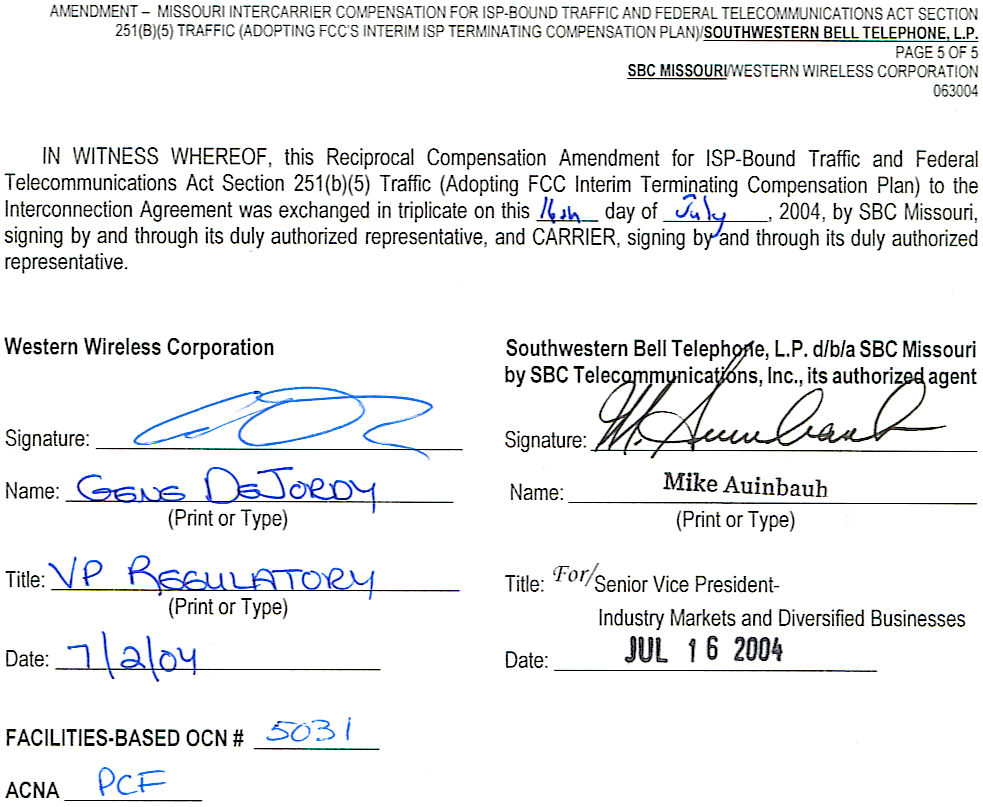 AMENDMENT – MISSOURI INTERCARRIER COMPENSATION FOR ISP-BOUND TRAFFIC AND FEDERAL TELECOMMUNICATIONS ACT SECTION
251(B)(5) TRAFFIC (ADOPTING FCC'S INTERIM ISP TERMINATING COMPENSATION PLAN)/SOUTHWESTERN BELL TELEPHONE, L.P.
PAGE 5 OF 5
SBC MISSOURI/WESTERN WIRELESS CORPORATION
063004
IN WITNESS WHEREOF, this Reciprocal Compensation Amendment for ISP-Bound Traffic and Federal
Telecommunications Act Section 251(b)(5) Traffic (Adopting FCC Interim Terminating Compensation Plan) to the
Interconnection Agreement was exchanged in triplicate on this 16th day of July, 2004, by SBC Missouri,
signing by and through its duly authorized representative, and CARRIER, signing by and through its duly authorized
representative.
Western Wireless Corporation
Signature:
Name: GENE DEJORDY
(Print or Type)
Title: VP REGULATORY
(Print or Type)
Date: 7/2/04
FACILITIES-BASED OCN # 5031
ACNA PCF
Southwestern Bell Telephone, L.P. d/b/a SBC Missouri
by SBC Telecommunications, Inc., its authorized agent
Signature: M. Auinbauh
Name: Mike Auinbauh
(Print or Type)
Title: For/Senior Vice President-
Industry Markets and Diversified Businesses
Date: JUL 16 2004